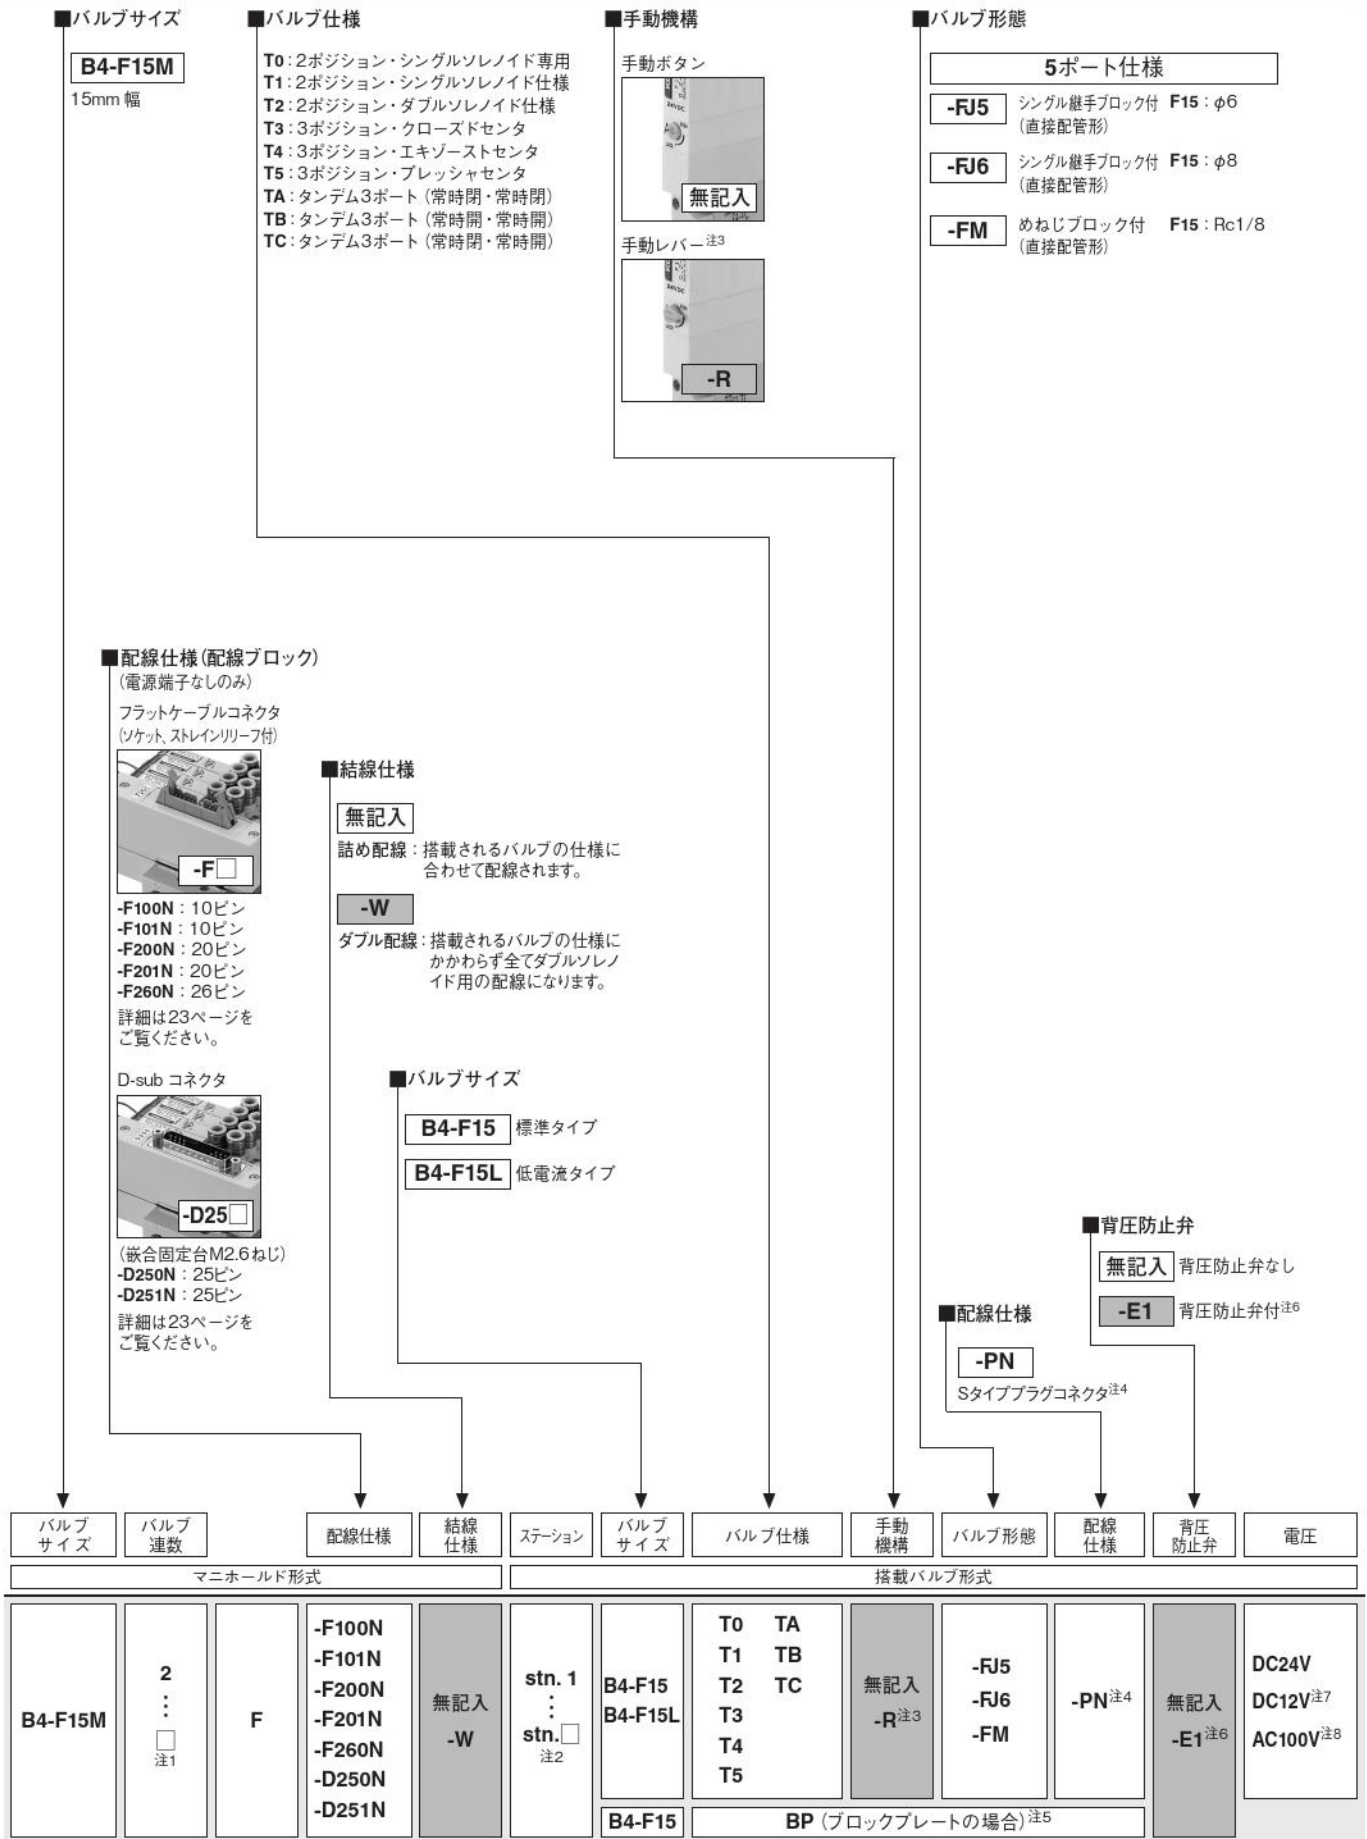 ■バルブサイズ
B4-F15M
15mm 幅
■バルブ仕様
T0：2ポジション・シングルソレノイド専用
T1：2ポジション・シングルソレノイド仕様
T2：2ポジション・ダブルソレノイド仕様
T3：3ポジション・クローズドセンタ
T4：3ポジション・エキゾーストセンタ
T5：3ポジション・プレッシャセンタ
TA：タンデム3ポート（常時閉・常時閉）
TB：タンデム3ポート（常時開・常時開）
TC：タンデム3ポート（常時閉・常時開）
■手動機構
手動ボタン
24VDC
無記入
手動レバー注3
24VDC
-R
■バルブ形態
5ポート仕様
-FJ5 シングル継手ブロック付 F15：φ6
（直接配管形）
-FJ6 シングル継手ブロック付 F15：φ8
（直接配管形）
-FM めねじブロック付 F15：Rc1/8
（直接配管形）
■配線仕様（配線ブロック）
（電源端子なしのみ）
フラットケーブルコネクタ
（ソケット、ストレインリリーフ付）
-F□
-F100N：10ピン
-F101N：10ピン
-F200N：20ピン
-F201N：20ピン
-F260N：26ピン
詳細は23ページを
ご覧ください。
D-sub コネクタ
-D25□
（嵌合固定台M2.6ねじ）
-D250N：25ピン
-D251N：25ピン
詳細は23ページを
ご覧ください。
■結線仕様
無記入
詰め配線：搭載されるバルブの仕様に
合わせて配線されます。
-W
ダブル配線：搭載されるバルブの仕様に
かかわらず全てダブルソレノ
イド用の配線になります。
■バルブサイズ
B4-F15 標準タイプ
B4-F15L 低電流タイプ
■背圧防止弁
無記入 背圧防止弁なし
-E1 背圧防止弁付注6
■配線仕様
-PN
Sタイププラグコネクタ注4
バルブ
サイズ
バルブ
連数
配線仕様
結線
仕様
ステーション
バルブ
サイズ
バルブ仕様
手動
機構
バルブ形態
配線
仕様
背圧
防止弁
電圧
マニホールド形式
搭載バルブ形式
B4-F15M
2
⋮
□
注1
F
-F100N
-F101N
-F200N
-F201N
-F260N
-D250N
-D251N
無記入
-W
stn. 1
⋮
stn.□
注2
B4-F15
B4-F15L
T0 TA
T1 TB
T2 TC
T3
T4
T5
無記入
-R注3
-FJ5
-FJ6
-FM
-PN注4
無記入
-E1注6
DC24V
DC12V注7
AC100V注8
B4-F15
BP（ブロックプレートの場合）注5